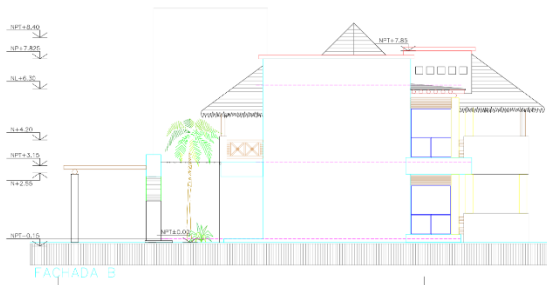 NPT+8.40
NPT+7.85
NP+7.825
NL+6.30
N+4.20
NPT+3.15
N+2.55
NPT±0.00
NPT-0.15
FACHADA B